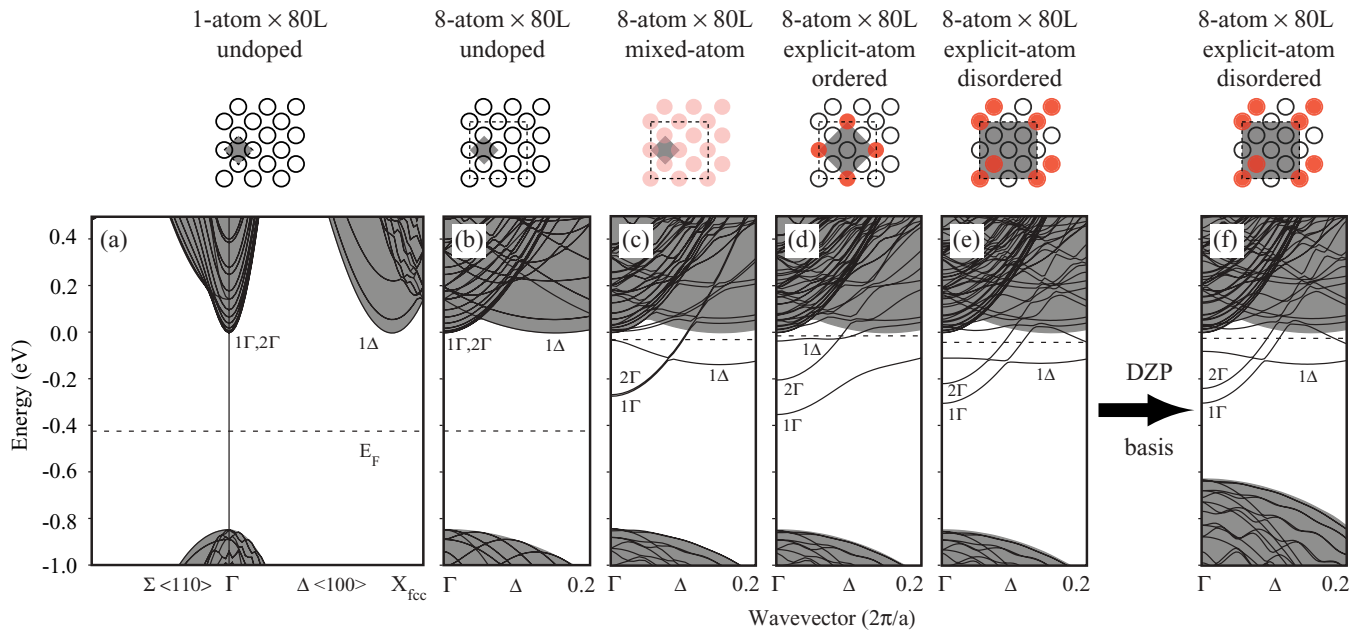 1-atom × 80L
undoped
8-atom × 80L
undoped
8-atom × 80L
mixed-atom
8-atom × 80L
explicit-atom
ordered
8-atom × 80L
explicit-atom
disordered
8-atom × 80L
explicit-atom
disordered
Energy (eV)
0.4
0.2
0.0
-0.2
-0.4
-0.6
-0.8
-1.0
(a)
1Γ,2Γ
1Δ
E_F
Σ <110> Γ Δ <100> X_fcc
(b)
1Γ,2Γ
1Δ
Γ Δ 0.2
(c)
2Γ
1Γ
1Δ
Γ Δ 0.2
(d)
1Δ
2Γ
1Γ
Γ Δ 0.2
(e)
2Γ
1Γ
1Δ
Γ Δ 0.2
DZP
basis
(f)
2Γ
1Γ
1Δ
Γ Δ 0.2
Wavevector (2π/a)